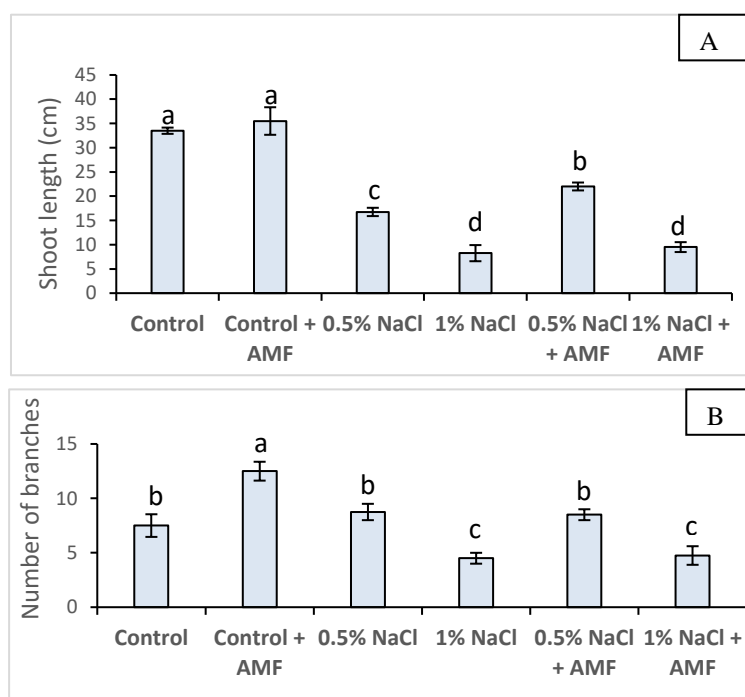 A
Shoot length (cm)
45
40
35
30
25
20
15
10
5
0
a
a
c
d
b
d
Control
Control +
AMF
0.5% NaCl
1% NaCl
0.5% NaCl
+ AMF
1% NaCl +
AMF
B
Number of branches
15
10
5
0
b
a
b
c
b
c
Control
Control +
AMF
0.5% NaCl
1% NaCl
0.5% NaCl
+ AMF
1% NaCl +
AMF